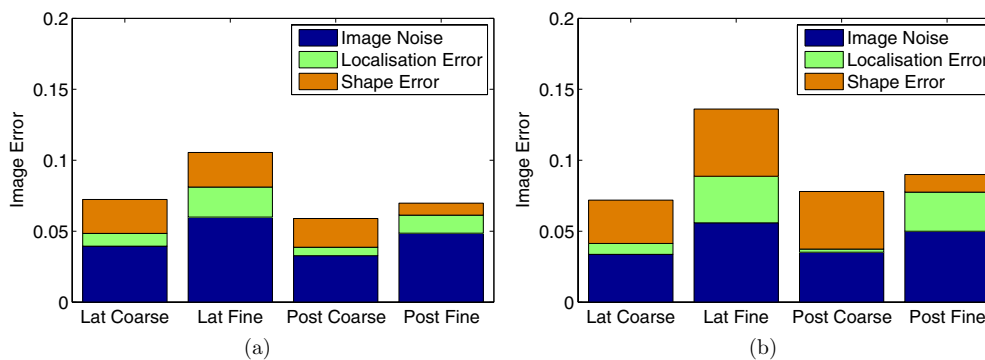 0.2
0.15
0.1
0.05
0
Image Error
Image Noise
Localisation Error
Shape Error
Lat Coarse Lat Fine Post Coarse Post Fine
(a)
0.2
0.15
0.1
0.05
0
Image Error
Image Noise
Localisation Error
Shape Error
Lat Coarse Lat Fine Post Coarse Post Fine
(b)